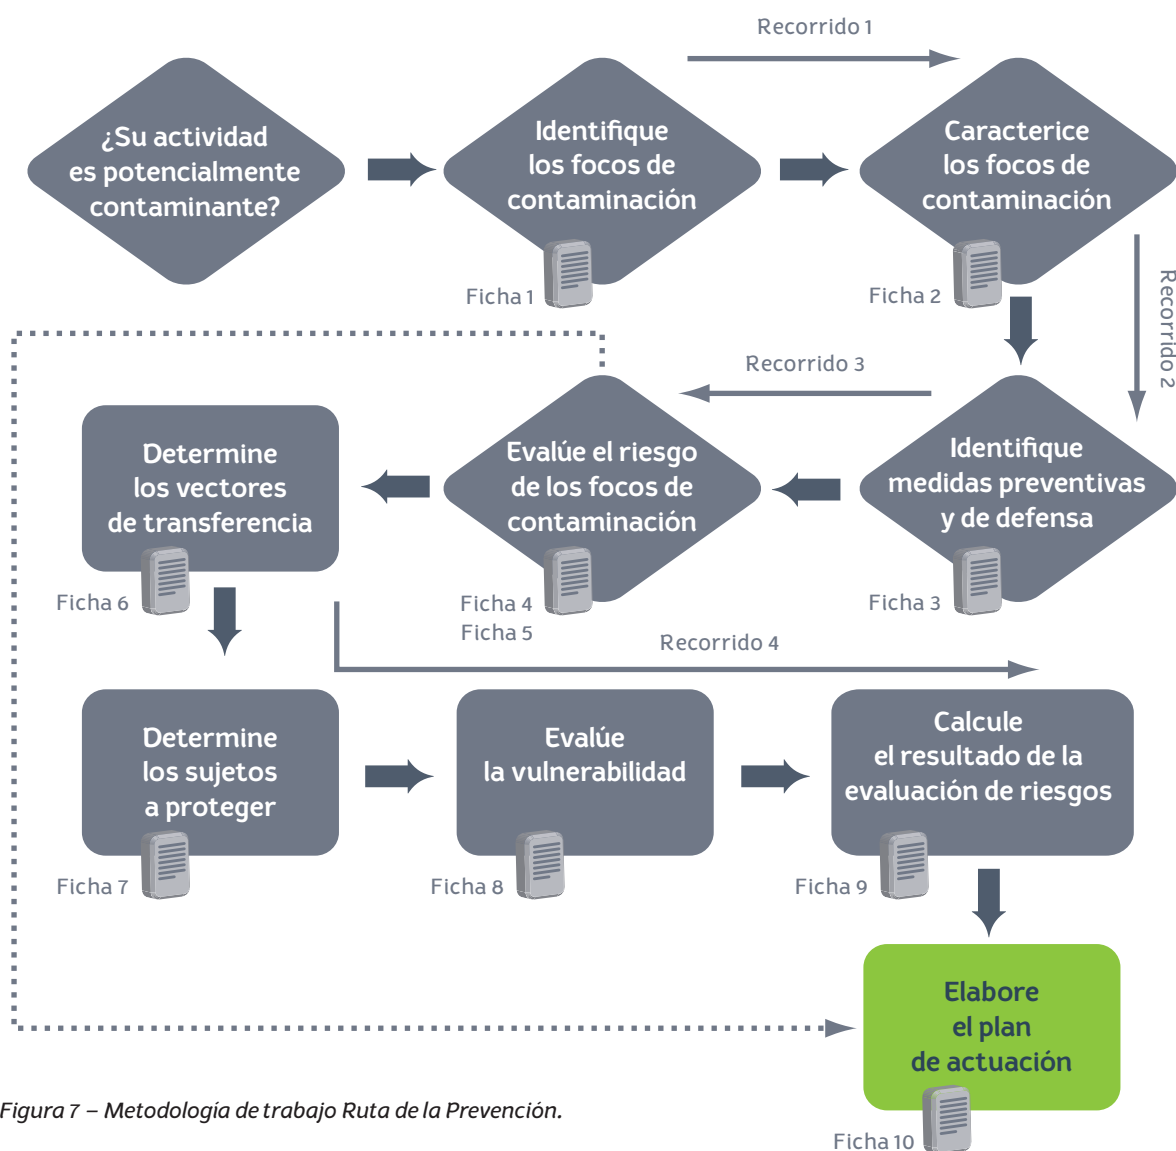 Recorrido 1
¿Su actividad
es potencialmente
contaminante?
Identifique
los focos de
contaminación
Ficha 1
Caracterice
los focos de
contaminación
Ficha 2
Recorrido 2
Recorrido 3
Identifique
medidas preventivas
y de defensa
Ficha 3
Evalúe el riesgo
de los focos de
contaminación
Ficha 4
Ficha 5
Determine
los vectores
de transferencia
Ficha 6
Recorrido 4
Determine
los sujetos
a proteger
Ficha 7
Evalúe
la vulnerabilidad
Ficha 8
Calcule
el resultado de la
evaluación de riesgos
Ficha 9
Elabore
el plan
de actuación
Ficha 10
Figura 7 – Metodología de trabajo Ruta de la Prevención.